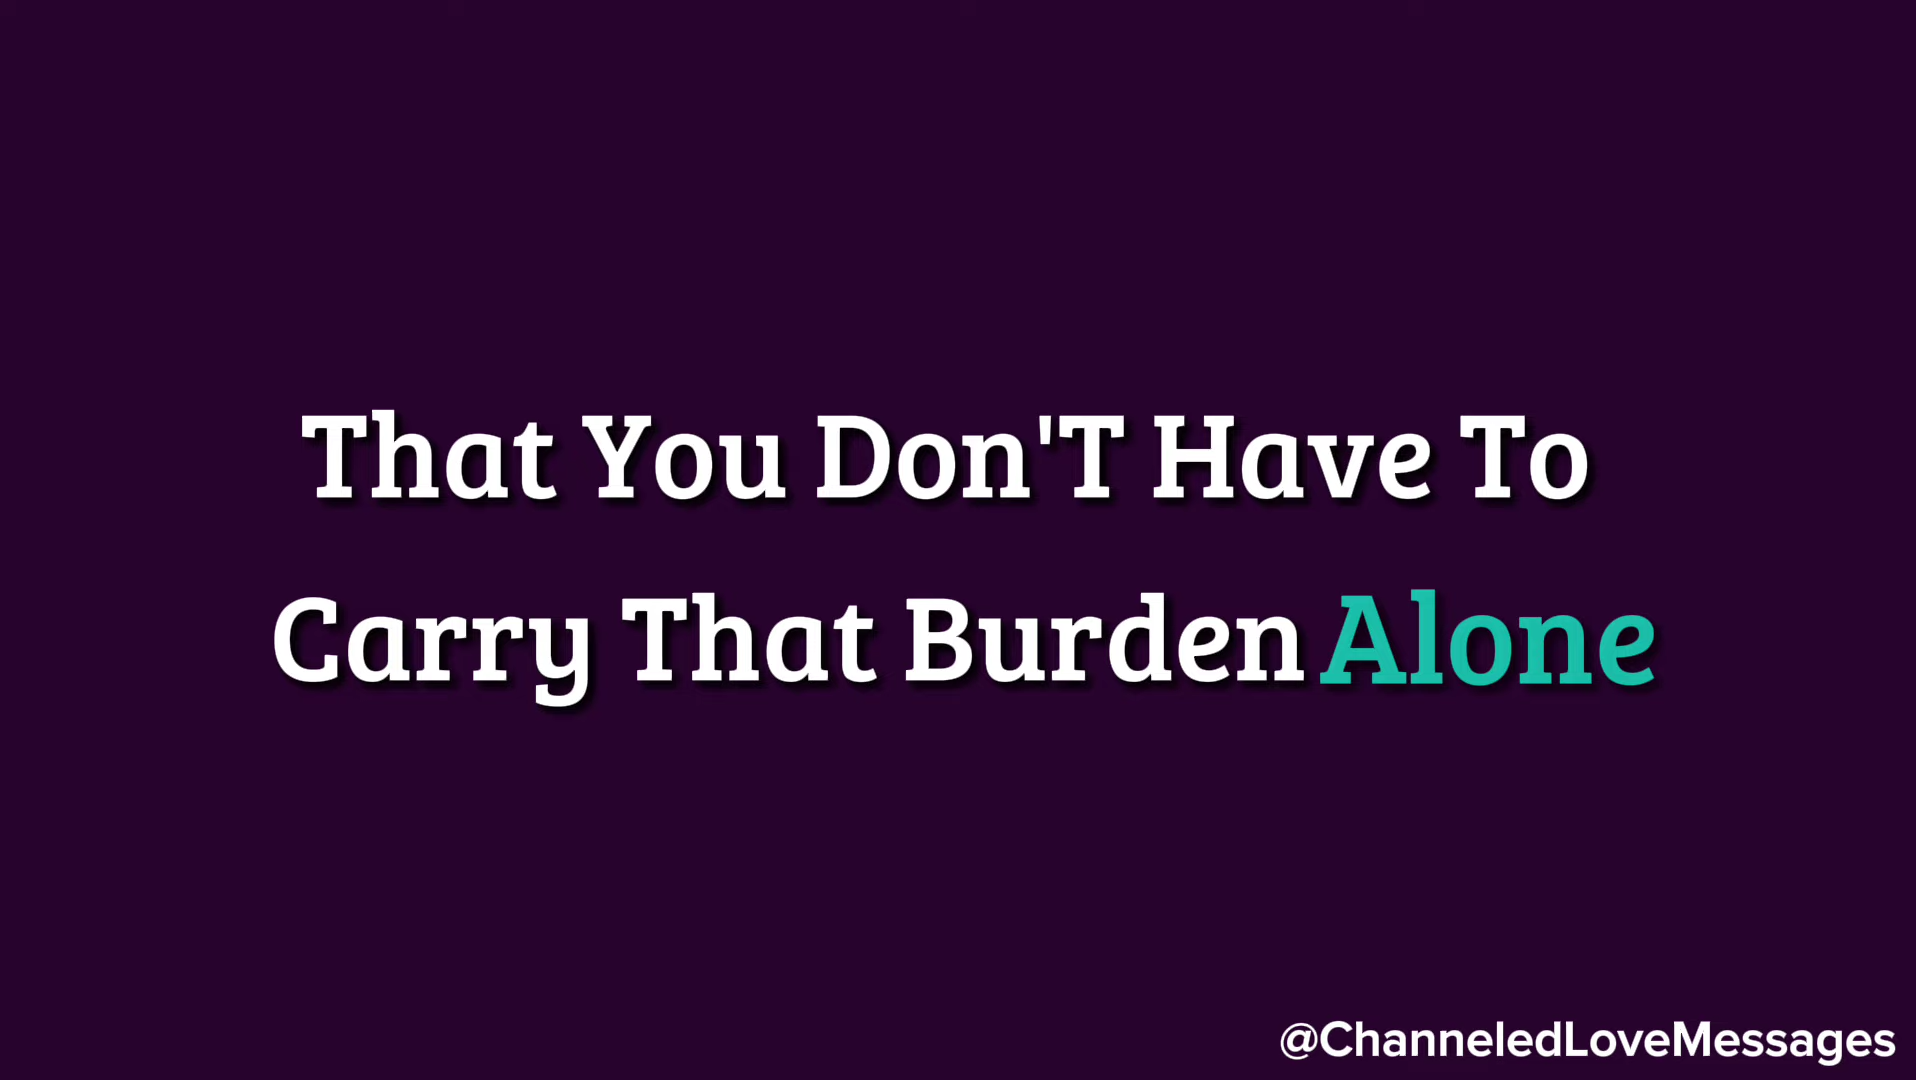 That You Don'T Have To
Carry That Burden Alone
@ChanneledLoveMessages